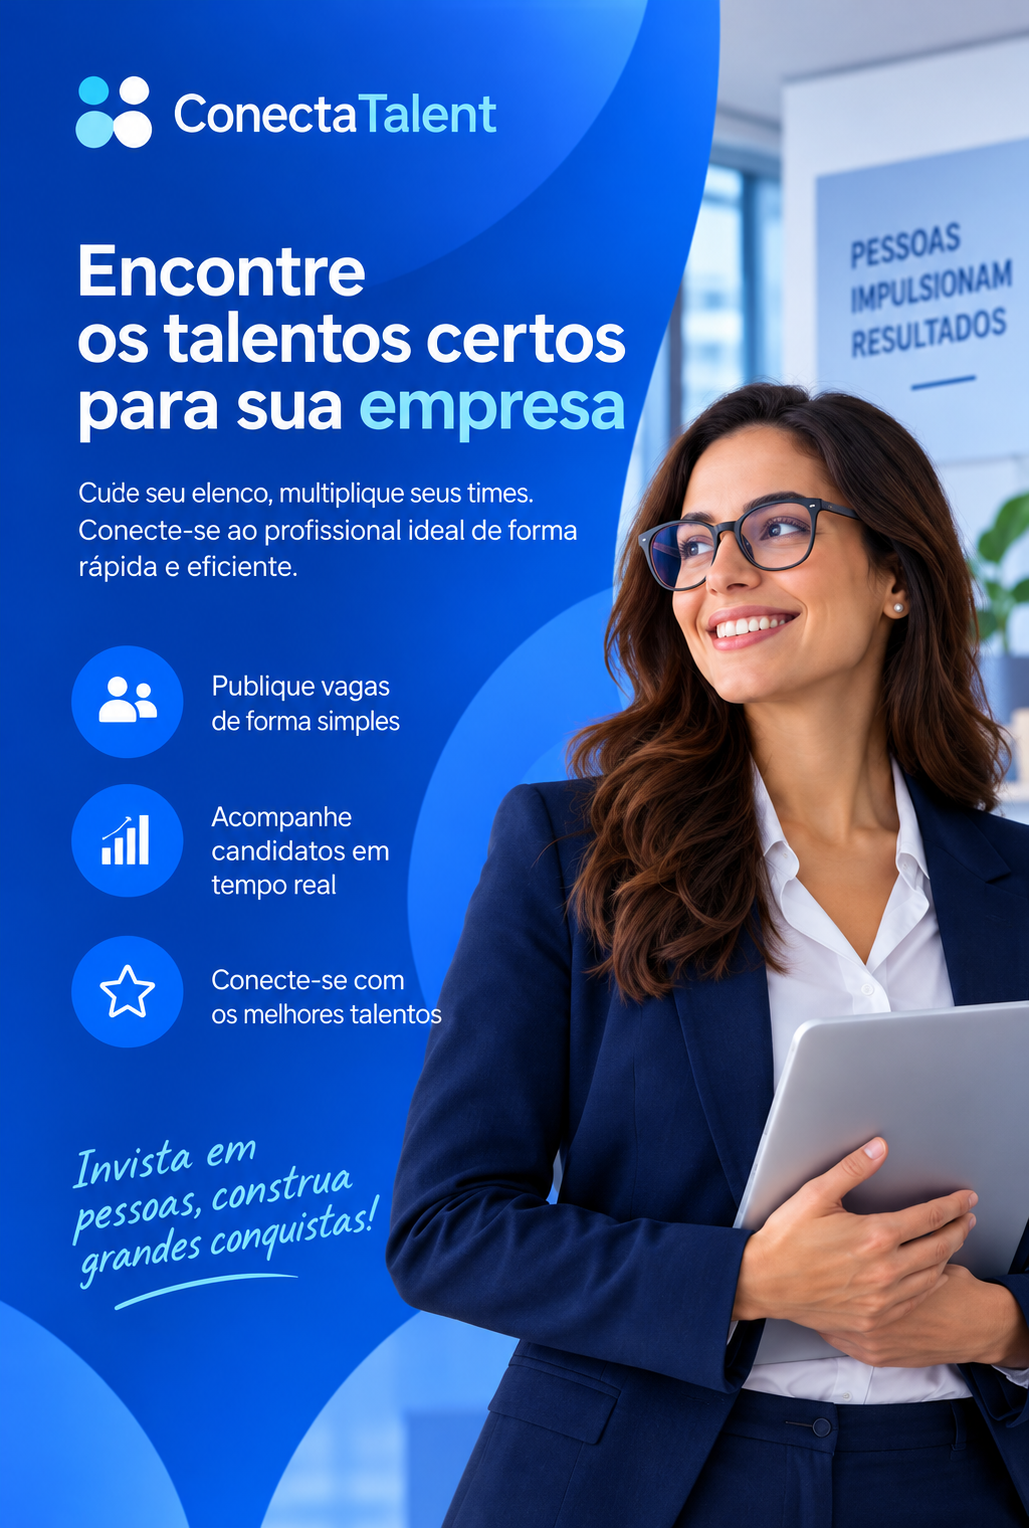 ConectaTalent
Encontre
os talentos certos
para sua empresa
Cuide seu elenco, multiplique seus times.
Conecte-se ao profissional ideal de forma
rápida e eficiente.
Publique vagas
de forma simples
Acompanhe
candidatos em
tempo real
Conecte-se com
os melhores talentos
Invista em
pessoas, construa
grandes conquistas!
PESSOAS
IMPULSIONAM
RESULTADOS